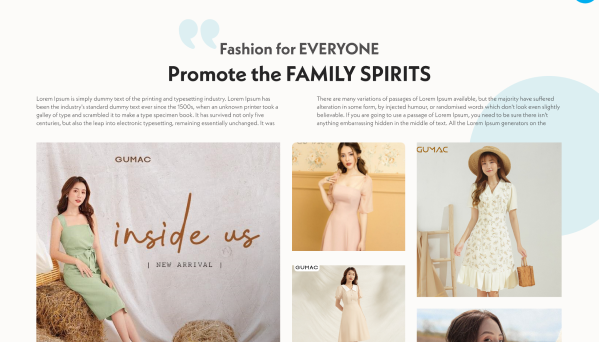 Fashion for EVERYONE
Promote the FAMILY SPIRITS
Lorem Ipsum is simply dummy text of the printing and typesetting industry. Lorem Ipsum has
been the industry's standard dummy text ever since the 1500s, when an unknown printer took a
galley of type and scrambled it to make a type specimen book. It has survived not only five
centuries, but also the leap into electronic typesetting, remaining essentially unchanged. It was
There are many variations of passages of Lorem Ipsum available, but the majority have suffered
alteration in some form, by injected humour, or randomised words which don't look even slightly
believable. If you are going to use a passage of Lorem Ipsum, you need to be sure there isn't
anything embarrassing hidden in the middle of text. All the Lorem Ipsum generators on the
GUMAC
inside us
| NEW ARRIVAL |
GUMAC
GUMAC